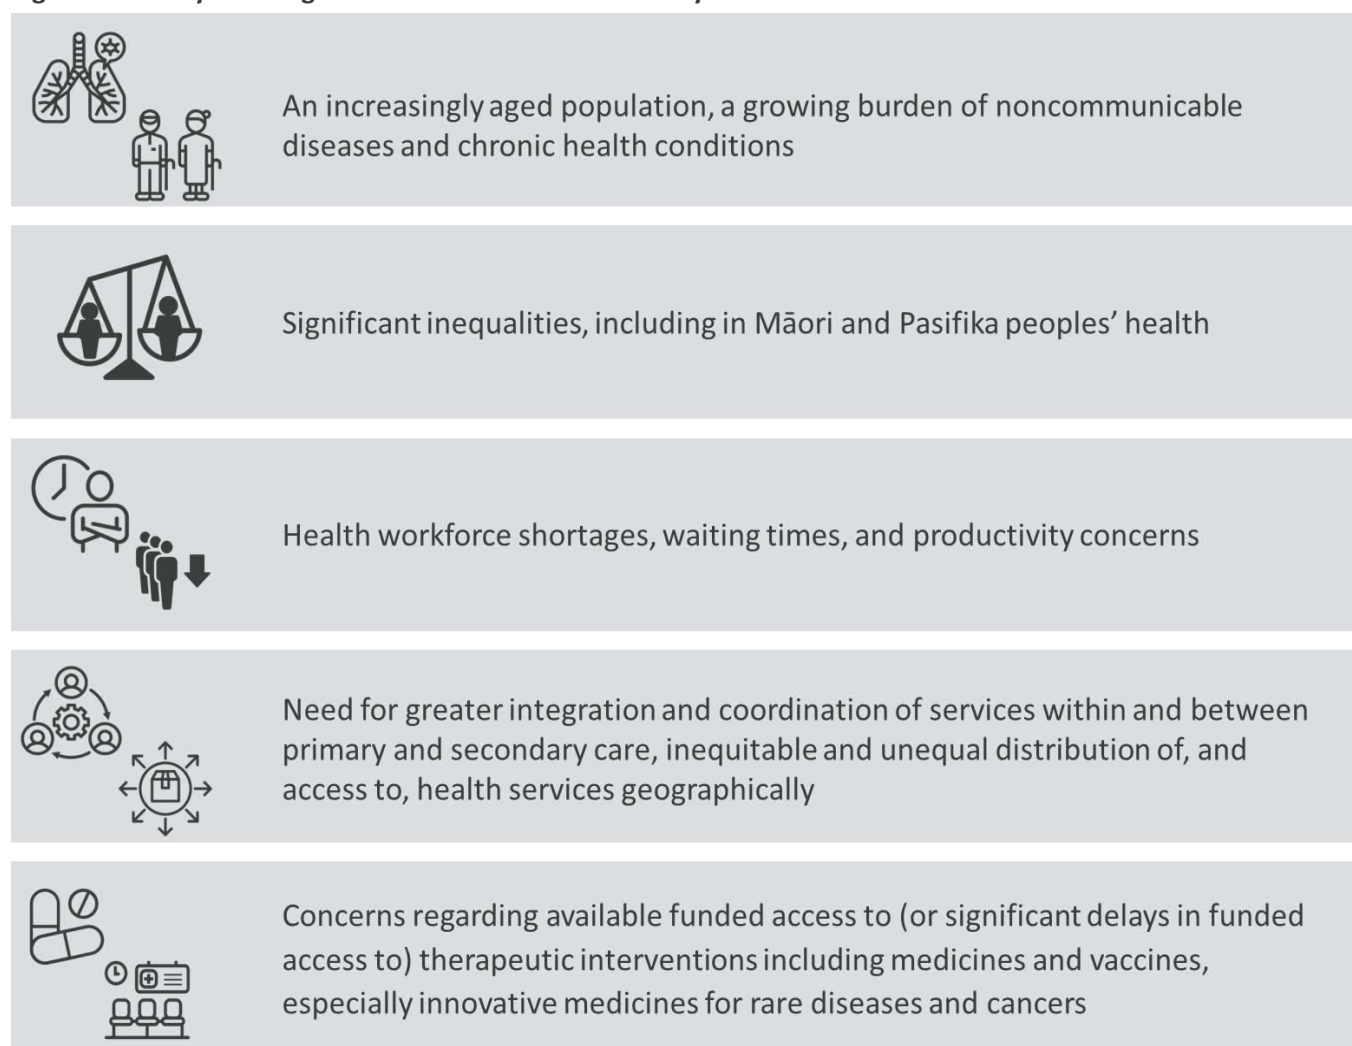 An increasingly aged population, a growing burden of noncommunicable
diseases and chronic health conditions
Significant inequalities, including in Māori and Pasifika peoples’ health
Health workforce shortages, waiting times, and productivity concerns
Need for greater integration and coordination of services within and between
primary and secondary care, inequitable and unequal distribution of, and
access to, health services geographically
Concerns regarding available funded access to (or significant delays in funded
access to) therapeutic interventions including medicines and vaccines,
especially innovative medicines for rare diseases and cancers